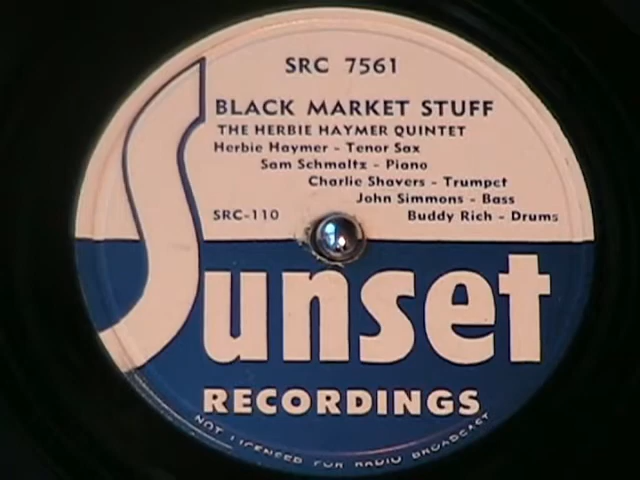 SRC 7561
BLACK MARKET STUFF
THE HERBIE HAYMER QUINTET
Herbie Haymer - Tenor Sax
Sam Schmaltz - Piano
Charlie Shavers - Trumpet
John Simmons - Bass
SRC-110 Buddy Rich - Drums
Sunset
RECORDINGS
NOT LICENSED FOR RADIO BROADCAST